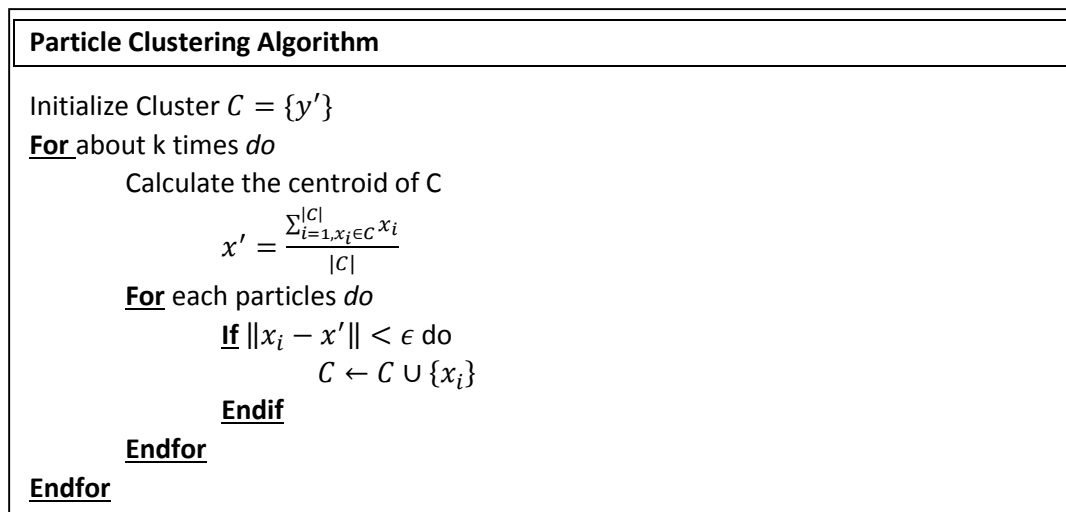 Particle Clustering Algorithm
Initialize Cluster 𝐶 = {𝑦′}
For about k times do
Calculate the centroid of C
𝑥′ = ∑_{𝑖=1,𝑥_𝑖∈𝐶}^{|𝐶|} 𝑥_𝑖 / |𝐶|
For each particles do
If ‖𝑥_𝑖 − 𝑥′‖ < 𝜖 do
𝐶 ← 𝐶 ∪ {𝑥_𝑖}
Endif
Endfor
Endfor